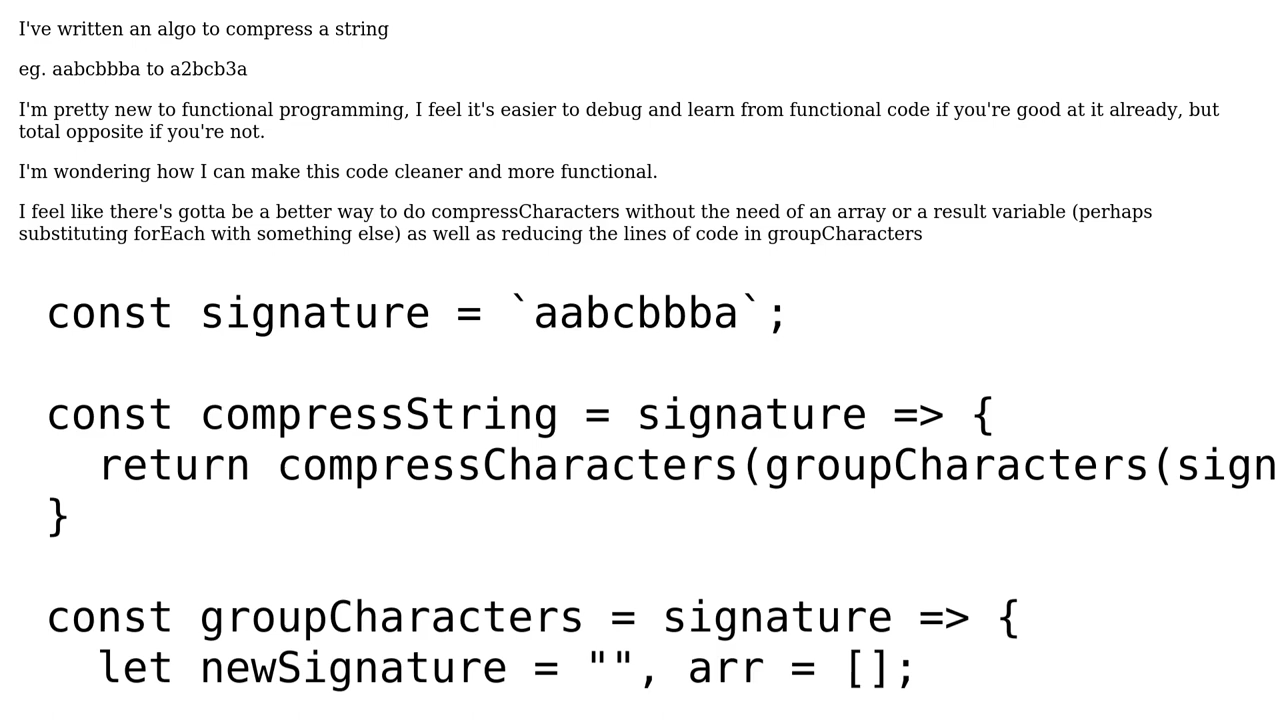 I've written an algo to compress a string
eg. aabcbbba to a2bcb3a
I'm pretty new to functional programming, I feel it's easier to debug and learn from functional code if you're good at it already, but
total opposite if you're not.
I'm wondering how I can make this code cleaner and more functional.
I feel like there's gotta be a better way to do compressCharacters without the need of an array or a result variable (perhaps
substituting forEach with something else) as well as reducing the lines of code in groupCharacters
const signature = `aabcbbba`;
const compressString = signature => {
  return compressCharacters(groupCharacters(sign
}
const groupCharacters = signature => {
  let newSignature = "", arr = [];